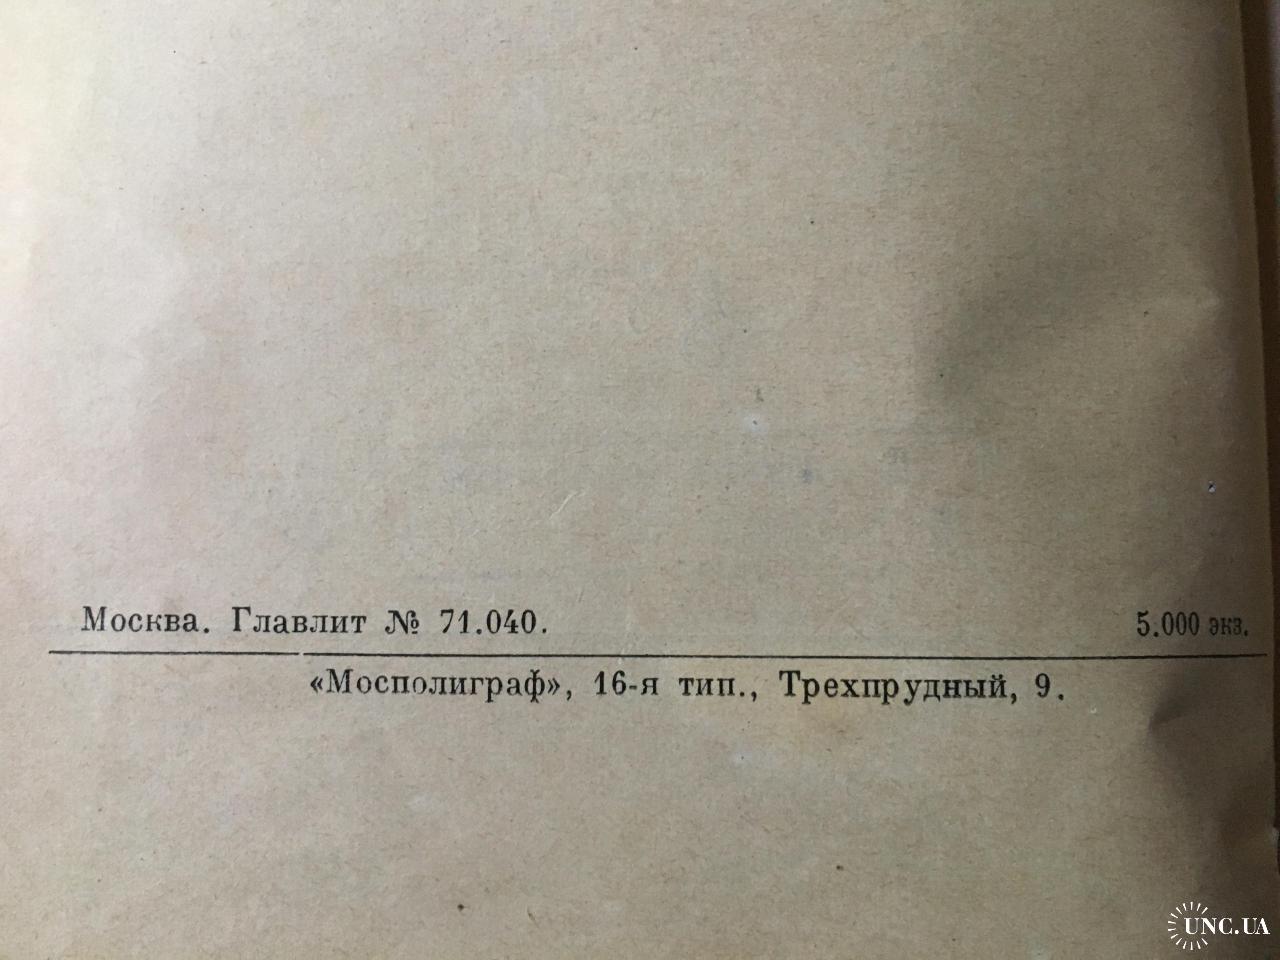 Москва. Главлит № 71.040. 5.000 экз.
«Мосполиграф», 16-я тип., Трехпрудный, 9.
UNC.UA